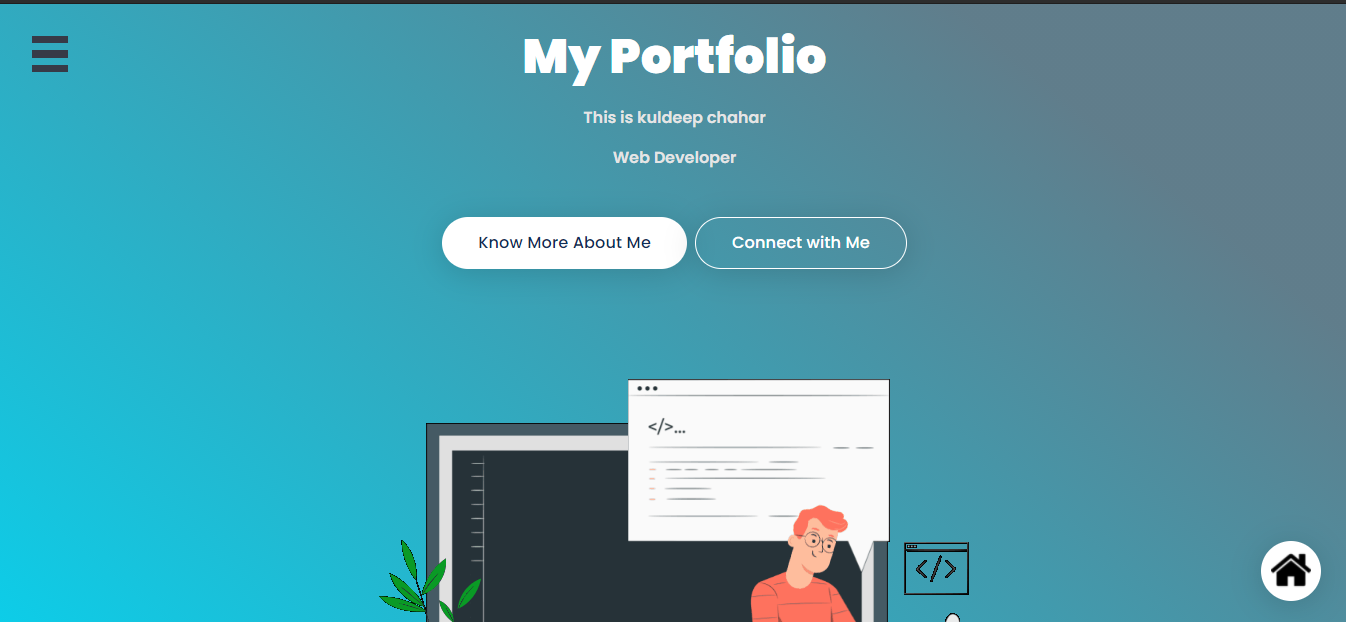 My Portfolio
This is kuldeep chahar
Web Developer
Know More About Me
Connect with Me
</>...
</>